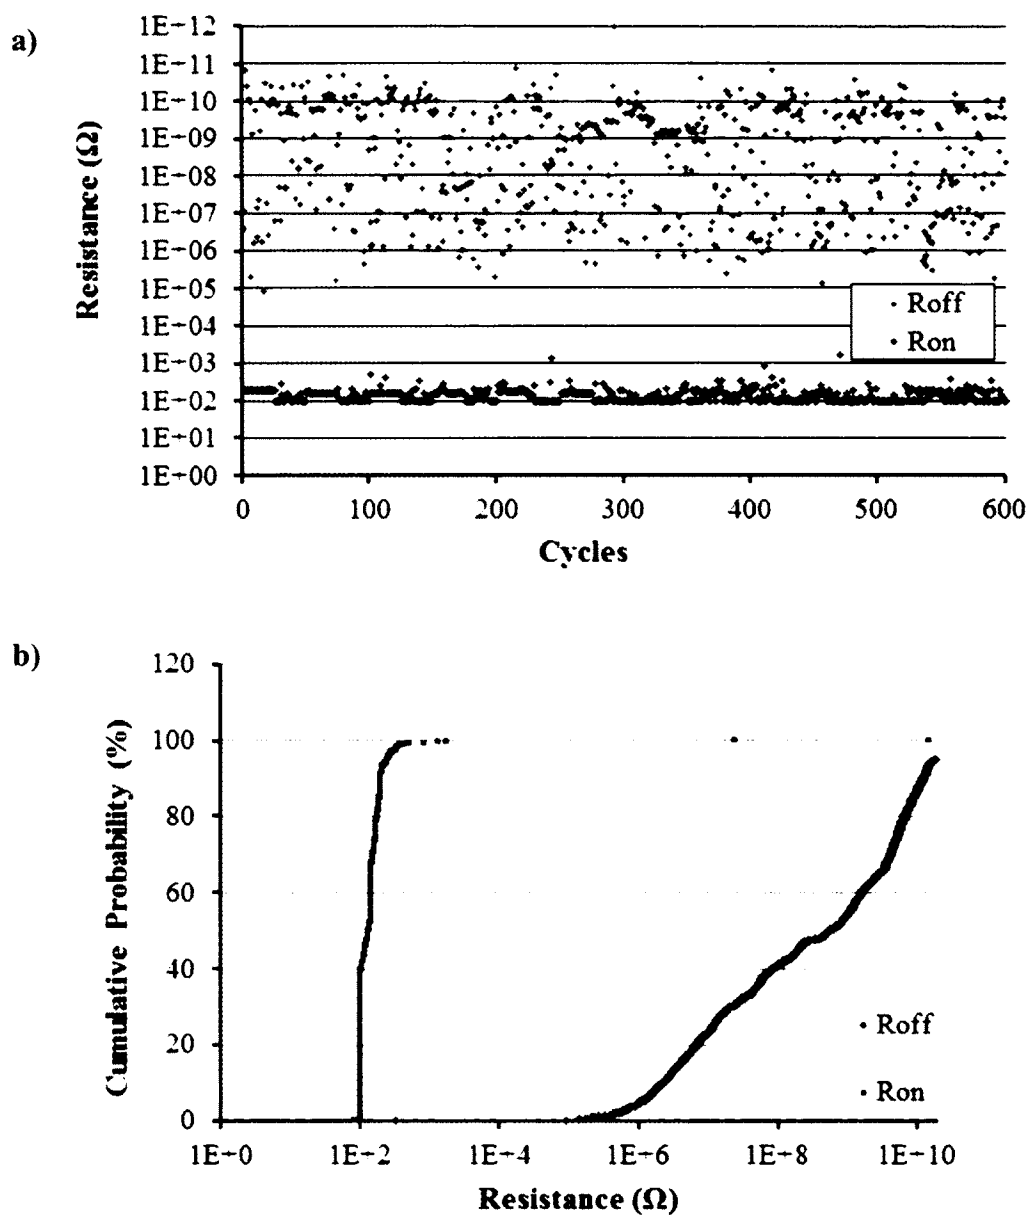 a)
1E+12
1E+11
1E+10
1E+09
1E+08
1E+07
1E+06
1E+05
1E+04
1E+03
1E+02
1E+01
1E+00
Resistance (Ω)
Roff
Ron
0 100 200 300 400 500 600
Cycles
b)
120
100
80
60
40
20
0
Cumulative Probability (%)
Roff
Ron
1E+0 1E+2 1E+4 1E+6 1E+8 1E+10
Resistance (Ω)